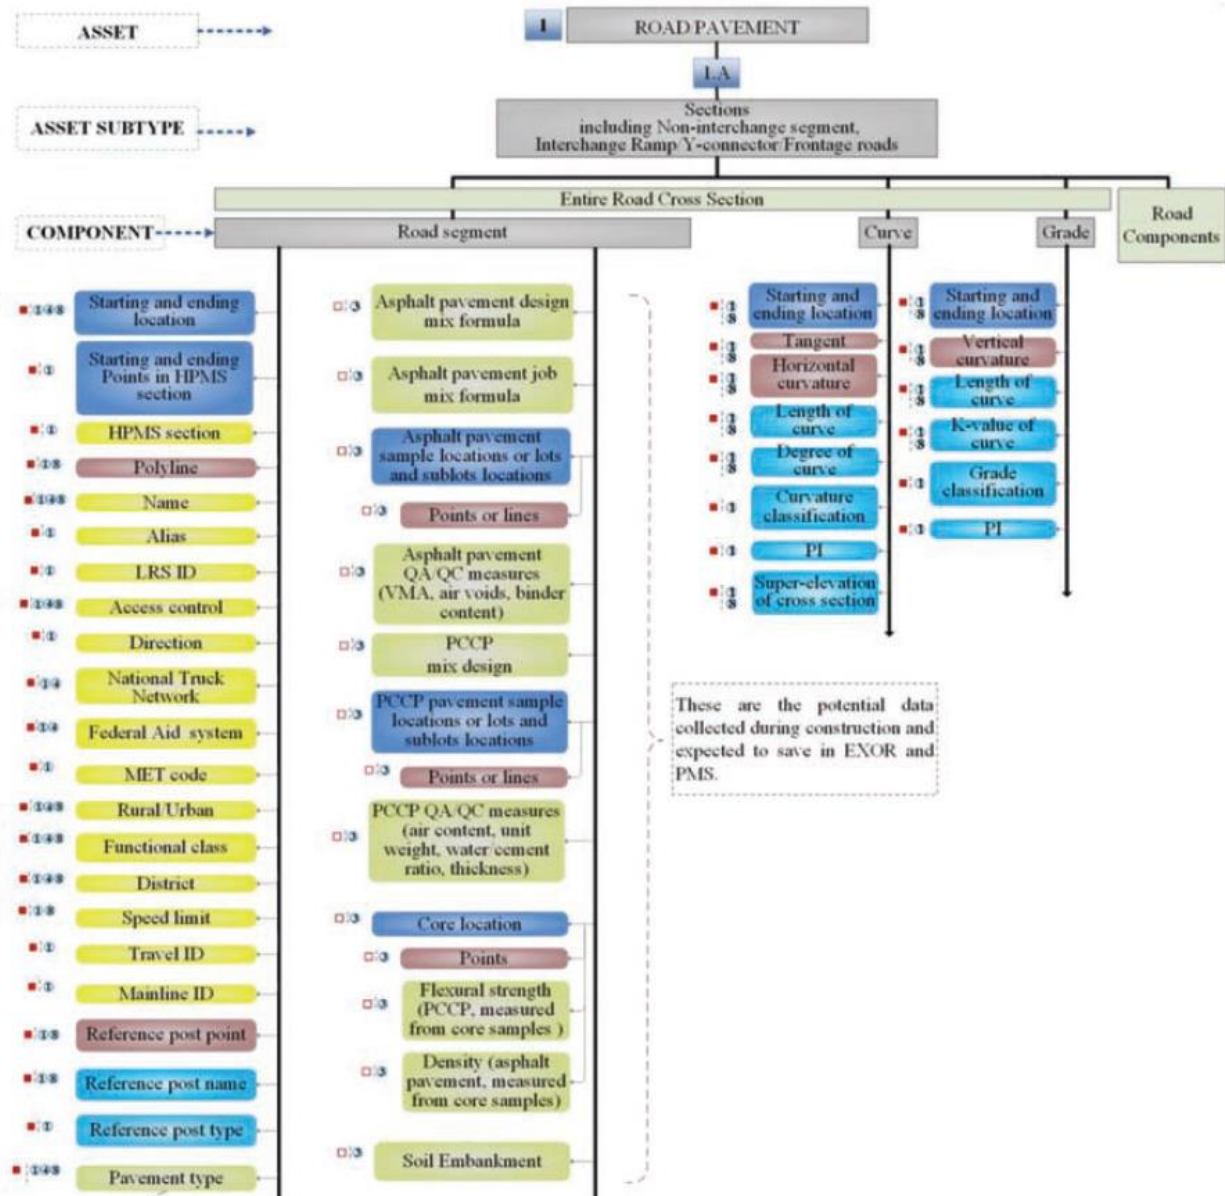 ASSET
I
ROAD PAVEMENT
I.A
ASSET SUBTYPE
Sections
including Non-interchange segment,
Interchange Ramp/Y-connector/Frontage roads
Entire Road Cross Section
Road
Components
COMPONENT
Road segment
Curve
Grade
Starting and ending
location
Starting and ending
Points in HPMS
section
HPMS section
Polyline
Name
Alias
LRS ID
Access control
Direction
National Truck
Network
Federal Aid system
MET code
Rural/Urban
Functional class
District
Speed limit
Travel ID
Mainline ID
Reference post point
Reference post name
Reference post type
Pavement type
Asphalt pavement design
mix formula
Asphalt pavement job
mix formula
Asphalt pavement
sample locations or lots
and sublots locations
Points or lines
Asphalt pavement
QA/QC measures
(VMA, air voids, binder
content)
PCCP
mix design
PCCP pavement sample
locations or lots and
sublots locations
Points or lines
PCCP QA/QC measures
(air content, unit
weight, water/cement
ratio, thickness)
Core location
Points
Flexural strength
(PCCP, measured
from core samples )
Density (asphalt
pavement, measured
from core samples)
Soil Embankment
Starting and
ending location
Tangent
Horizontal
curvature
Length of
curve
Degree of
curve
Curvature
classification
PI
Super-elevation
of cross section
Starting and
ending location
Vertical
curvature
Length of
curve
K-value of
curve
Grade
classification
PI
These are the potential data
collected during construction and
expected to save in EXOR and
PMS.